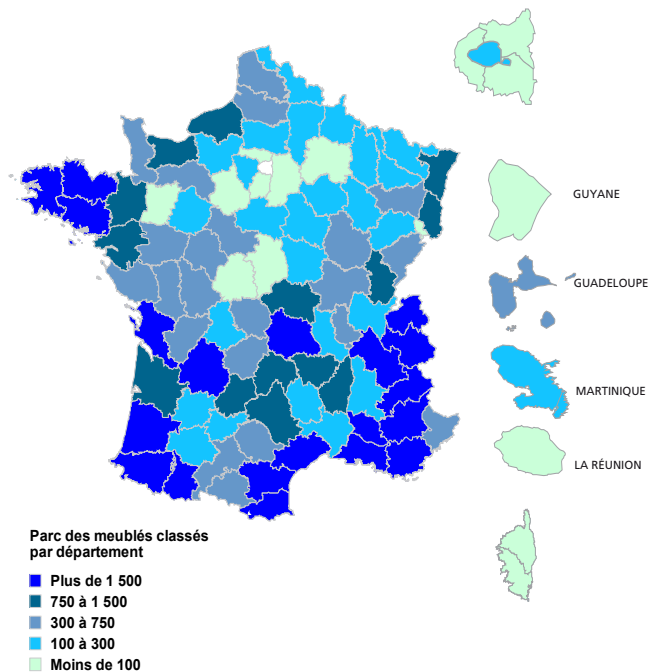 GUYANE
GUADELOUPE
MARTINIQUE
LA RÉUNION
Parc des meublés classés
par département
Plus de 1 500
750 à 1 500
300 à 750
100 à 300
Moins de 100